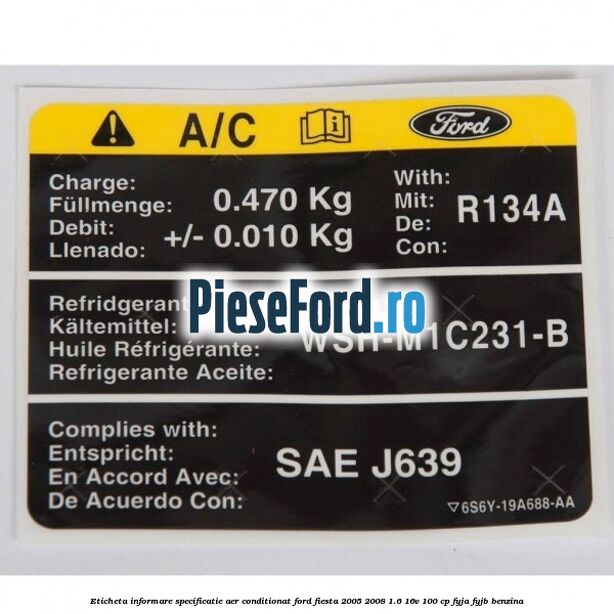 A/C
Ford
Charge:
Füllmenge:
Debit:
Llenado:
0.470 Kg
+/- 0.010 Kg
With:
Mit:
De:
Con:
R134A
Refridgerant
Kältemittel:
Huile Réfrigérante:
Refrigerante Aceite:
WSH-M1C231-B
PieseFord.ro
Complies with:
Entspricht:
En Accord Avec:
De Acuerdo Con:
SAE J639
6S6Y-19A688-AA
Eticheta informare specificatie aer conditionat ford fiesta 2005 2008 1.6 16v 100 cp fyja fyjb benzina